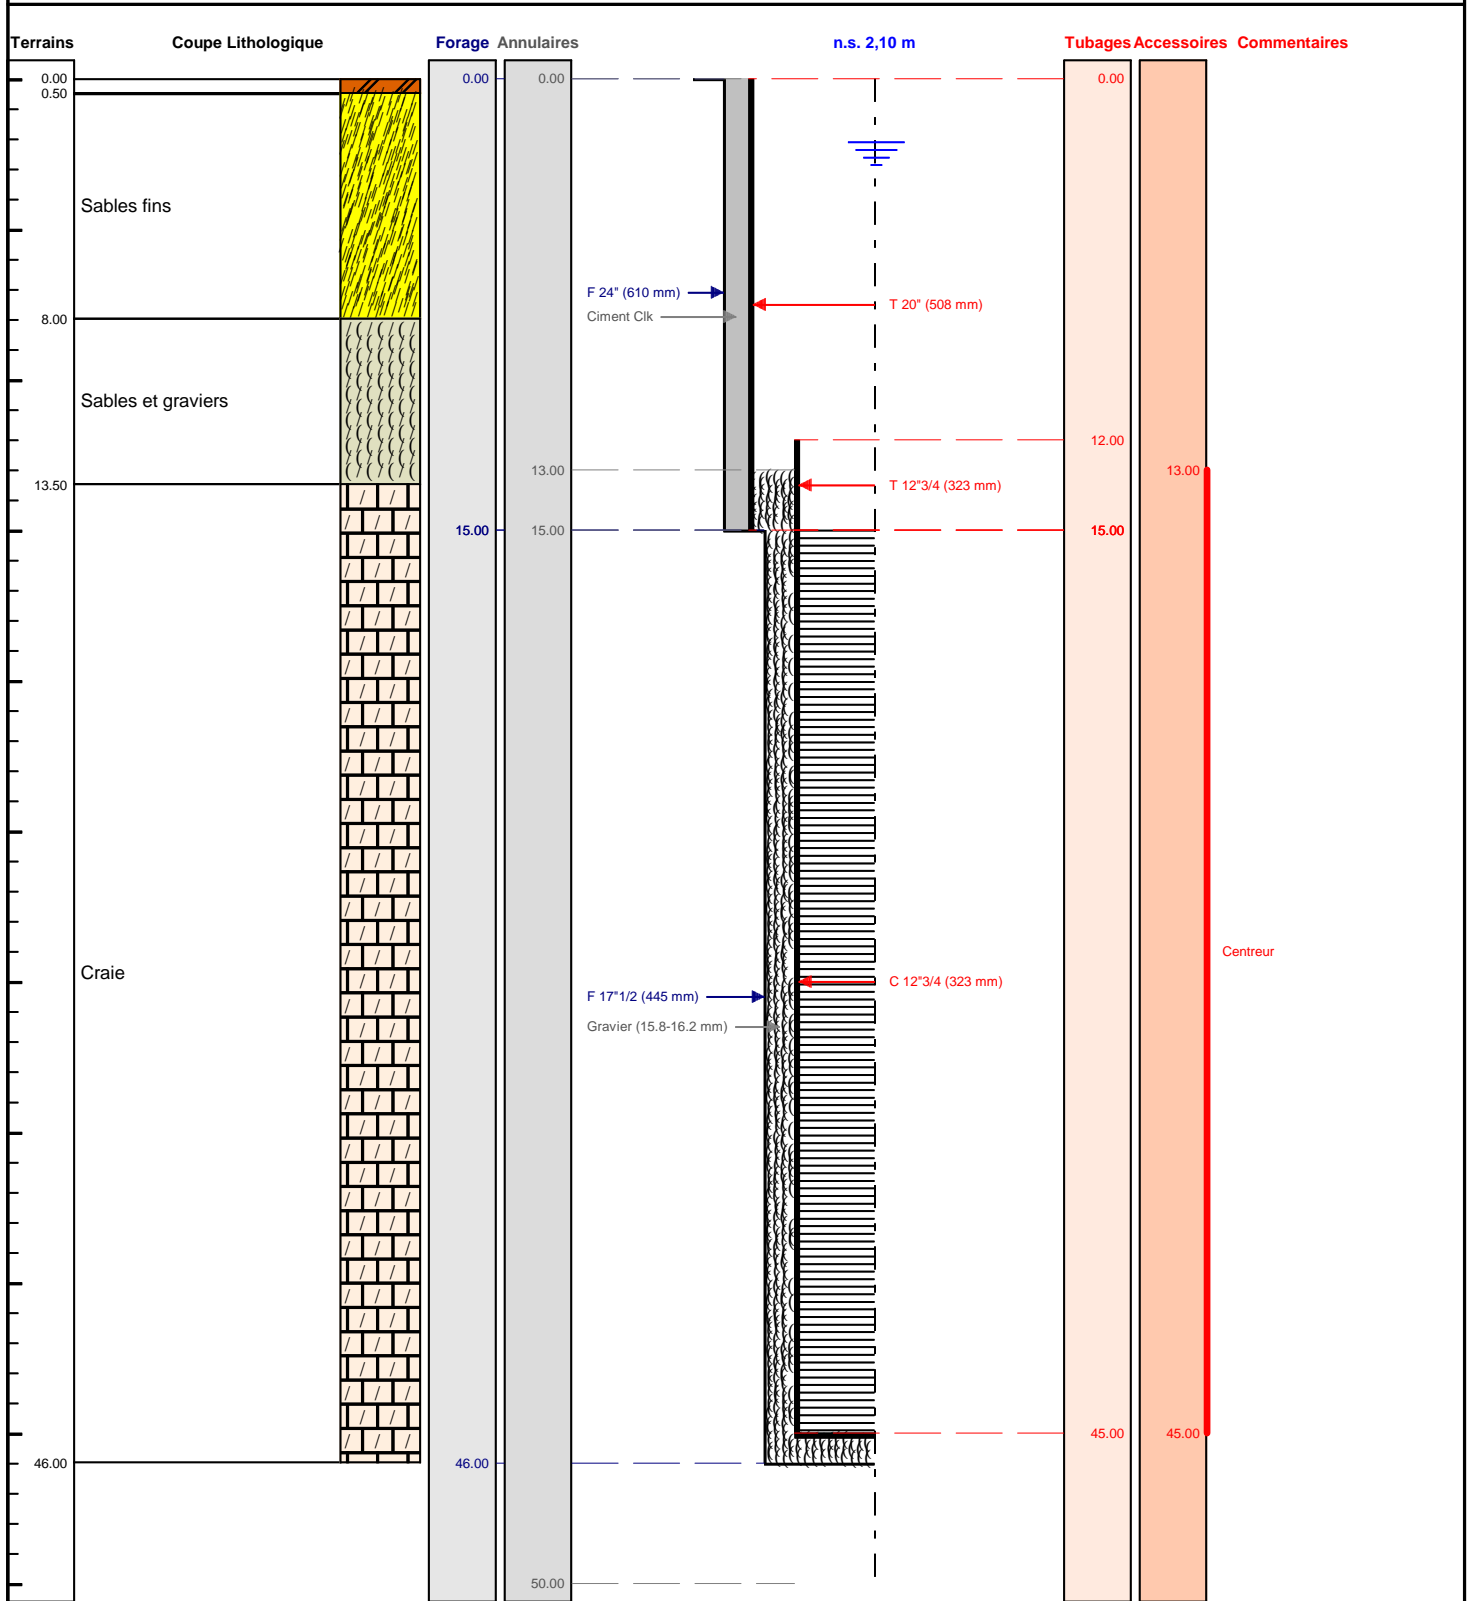 Terrains Coupe Lithologique Forage Annulaires n.s. 2,10 m Tubages Accessoires Commentaires
0.00 0.00 0.00 0.00
0.50
Sables fins
F 24" (610 mm) T 20" (508 mm)
Ciment Clk
8.00
Sables et graviers
12.00
13.00 13.00
13.50 T 12"3/4 (323 mm)
15.00 15.00 15.00
Centreur
Craie C 12"3/4 (323 mm)
F 17"1/2 (445 mm)
Gravier (15.8-16.2 mm)
45.00 45.00
46.00 46.00
50.00